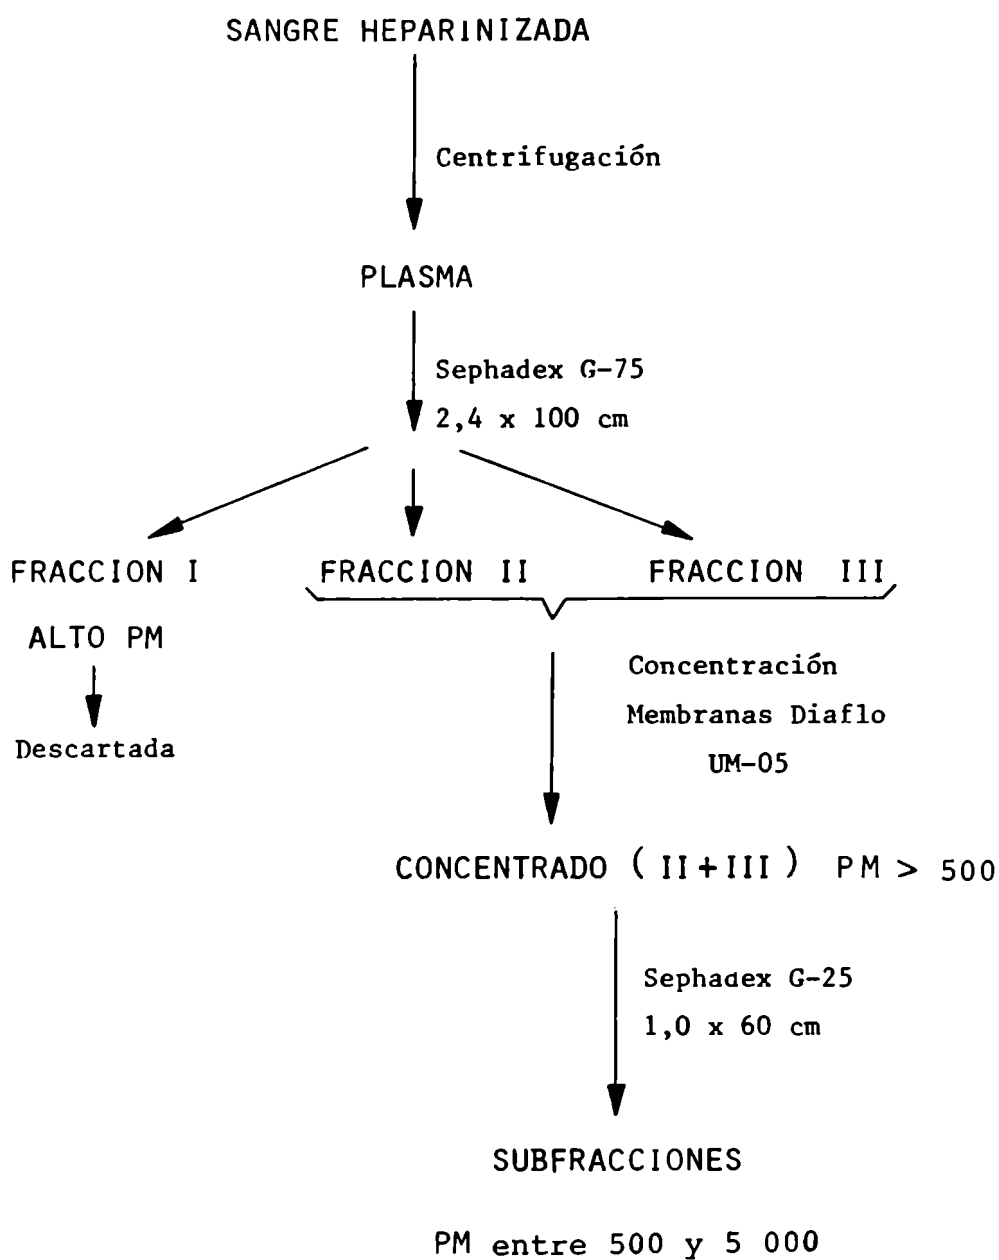 SANGRE HEPARINIZADA
Centrifugación
PLASMA
Sephadex G-75
2,4 x 100 cm
FRACCION I
FRACCION II
FRACCION III
ALTO PM
Descartada
Concentración
Membranas Diaflo
UM-05
CONCENTRADO (II+III) PM > 500
Sephadex G-25
1,0 x 60 cm
SUBFRACCIONES
PM entre 500 y 5 000